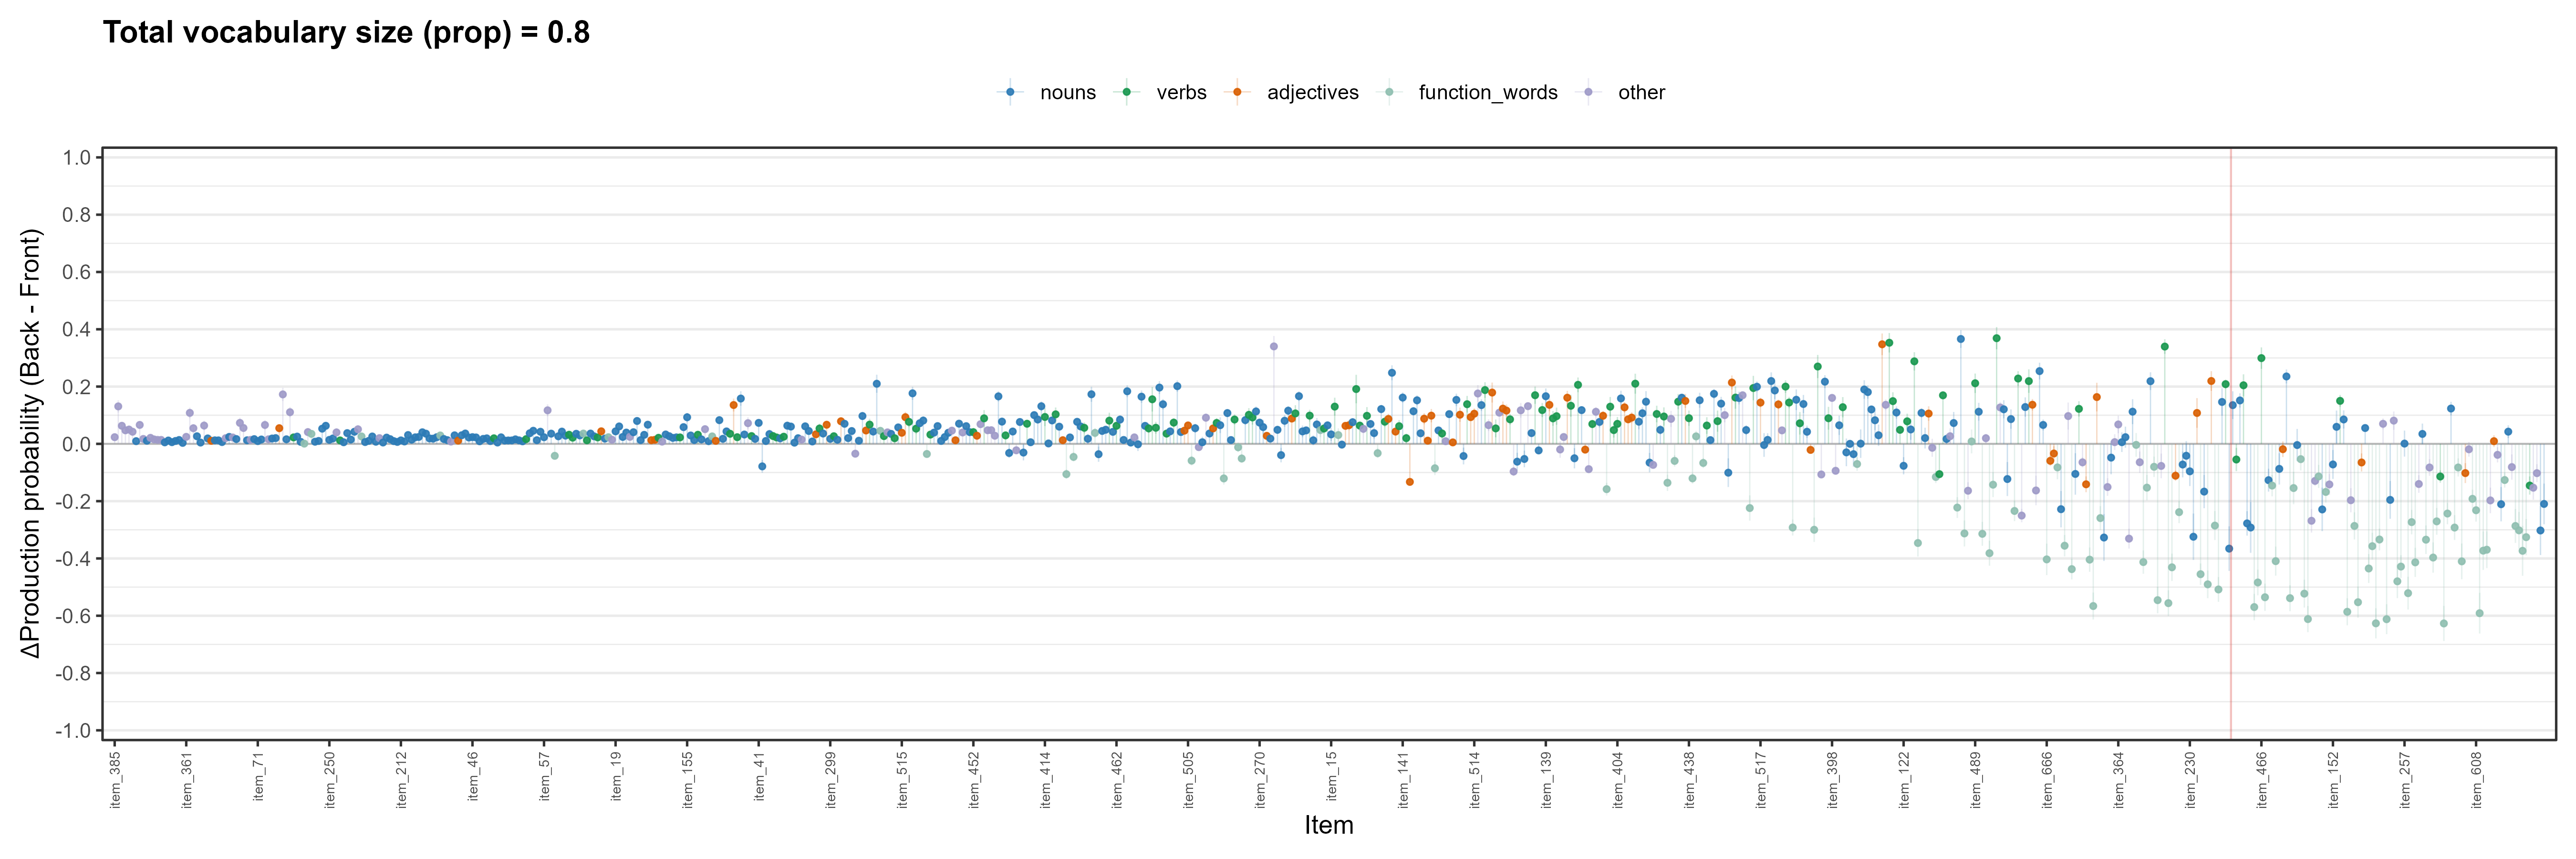 Total vocabulary size (prop) = 0.8
nouns verbs adjectives function_words other
ΔProduction probability (Back - Front)
1.0
0.8
0.6
0.4
0.2
0.0
-0.2
-0.4
-0.6
-0.8
-1.0
item_385 item_361 item_71 item_250 item_212 item_46 item_57 item_19 item_155 item_41 item_299 item_515 item_452 item_414 item_462 item_505 item_270 item_15 item_141 item_514 item_139 item_404 item_438 item_517 item_398 item_122 item_489 item_666 item_364 item_230 item_466 item_152 item_257 item_608
Item